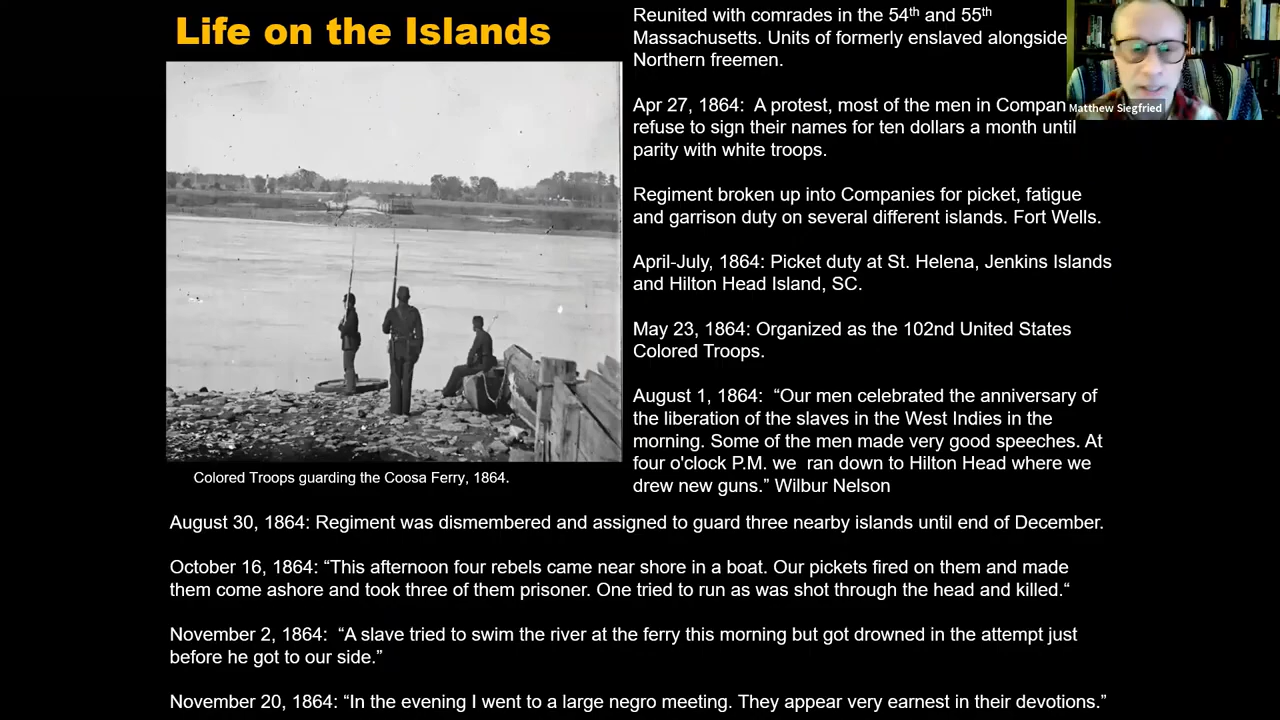 Life on the Islands
Reunited with comrades in the 54th and 55th
Massachusetts. Units of formerly enslaved alongside
Northern freemen.
Apr 27, 1864:  A protest, most of the men in
refuse to sign their names for ten dollars a month until
parity with white troops.
Regiment broken up into Companies for picket, fatigue
and garrison duty on several different islands. Fort Wells.
April-July, 1864: Picket duty at St. Helena, Jenkins Islands
and Hilton Head Island, SC.
May 23, 1864: Organized as the 102nd United States
Colored Troops.
August 1, 1864:  “Our men celebrated the anniversary of
the liberation of the slaves in the West Indies in the
morning. Some of the men made very good speeches. At
four o'clock P.M. we  ran down to Hilton Head where we
drew new guns.” Wilbur Nelson
Matthew Siegfried
Colored Troops guarding the Coosa Ferry, 1864.
August 30, 1864: Regiment was dismembered and assigned to guard three nearby islands until end of December.
October 16, 1864: “This afternoon four rebels came near shore in a boat. Our pickets fired on them and made
them come ashore and took three of them prisoner. One tried to run as was shot through the head and killed.“
November 2, 1864:  “A slave tried to swim the river at the ferry this morning but got drowned in the attempt just
before he got to our side.”
November 20, 1864: “In the evening I went to a large negro meeting. They appear very earnest in their devotions.”